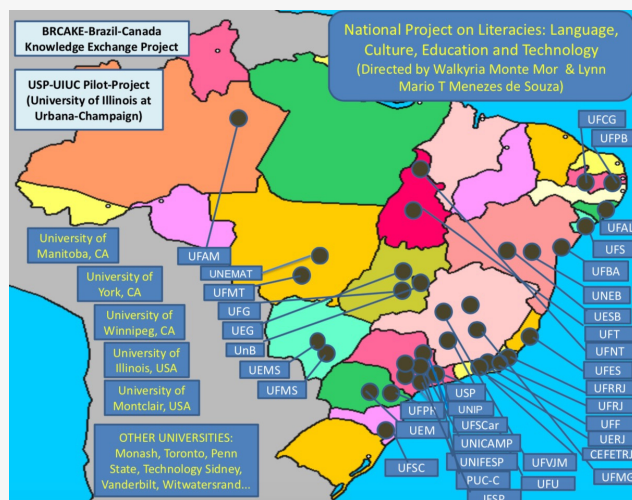 BRCAKE-Brazil-Canada
Knowledge Exchange Project
USP-UIUC Pilot-Project
(University of Illinois at
Urbana-Champaign)
National Project on Literacies: Language,
Culture, Education and Technology
(Directed by Walkyria Monte Mor & Lynn
Mario T Menezes de Souza)
UFCG
UFPB
UFAL
UFS
UFBA
UNEB
UESB
UFT
UFNT
UFES
UFRRJ
UFRJ
UFF
UERJ
CEFETRJ
UFMG
University of
Manitoba, CA
University of
York, CA
University of
Winnipeg, CA
University of
Illinois, USA
University of
Montclair, USA
OTHER UNIVERSITIES:
Monash, Toronto, Penn
State, Technology Sidney,
Vanderbilt, Witwatersrand...
UFAM
UNEMAT
UFMT
UFG
UEG
UnB
UEMS
UFMS
UFPR
UEM
UFSC
USP
UNIP
UFSCar
UNICAMP
UNIFESP
PUC-C
IFSP
UFVJM
UFU